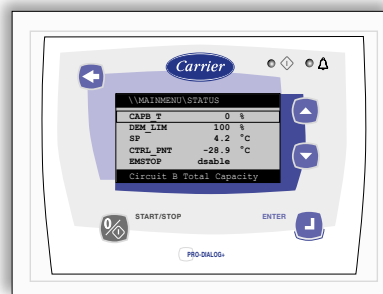 Carrier
\\MAINMENU\STATUS
CAPB_T 0 %
DEM_LIM 100 %
SP 4.2 °C
CTRL_PNT -28.9 °C
EMSTOP dsable
Circuit B Total Capacity
START/STOP
ENTER
PRO-DIALOG+